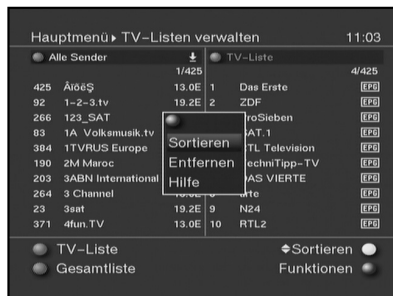 Hauptmenü▸TV-Listen verwalten 11:03
Alle Sender TV-Liste
1/425 4/425
425 ÂïôêŞ 13.0E 1 Das Erste EPG
92 1-2-3.tv 19.2E 2 ZDF EPG
266 123_SAT roSieben EPG
83 1A Volksmusik.tv AT.1 EPG
384 1TVRUS Europe TL Television EPG
190 2M Maroc echniTipp-TV EPG
203 3ABN International AS VIERTE EPG
264 3 Channel rte EPG
23 3sat 19.2E 9 N24 EPG
371 4fun.TV 13.0E 10 RTL2 EPG
Sortieren
Entfernen
Hilfe
TV-Liste Sortieren
Gesamtliste Funktionen